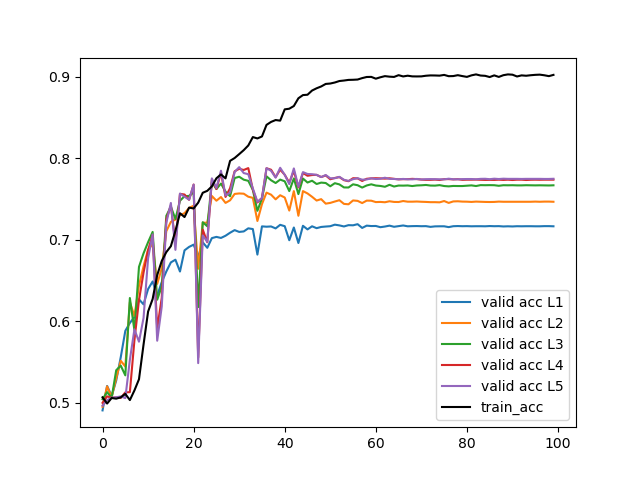 0.9
0.8
0.7
0.6
0.5
0 20 40 60 80 100
valid acc L1
valid acc L2
valid acc L3
valid acc L4
valid acc L5
train_acc